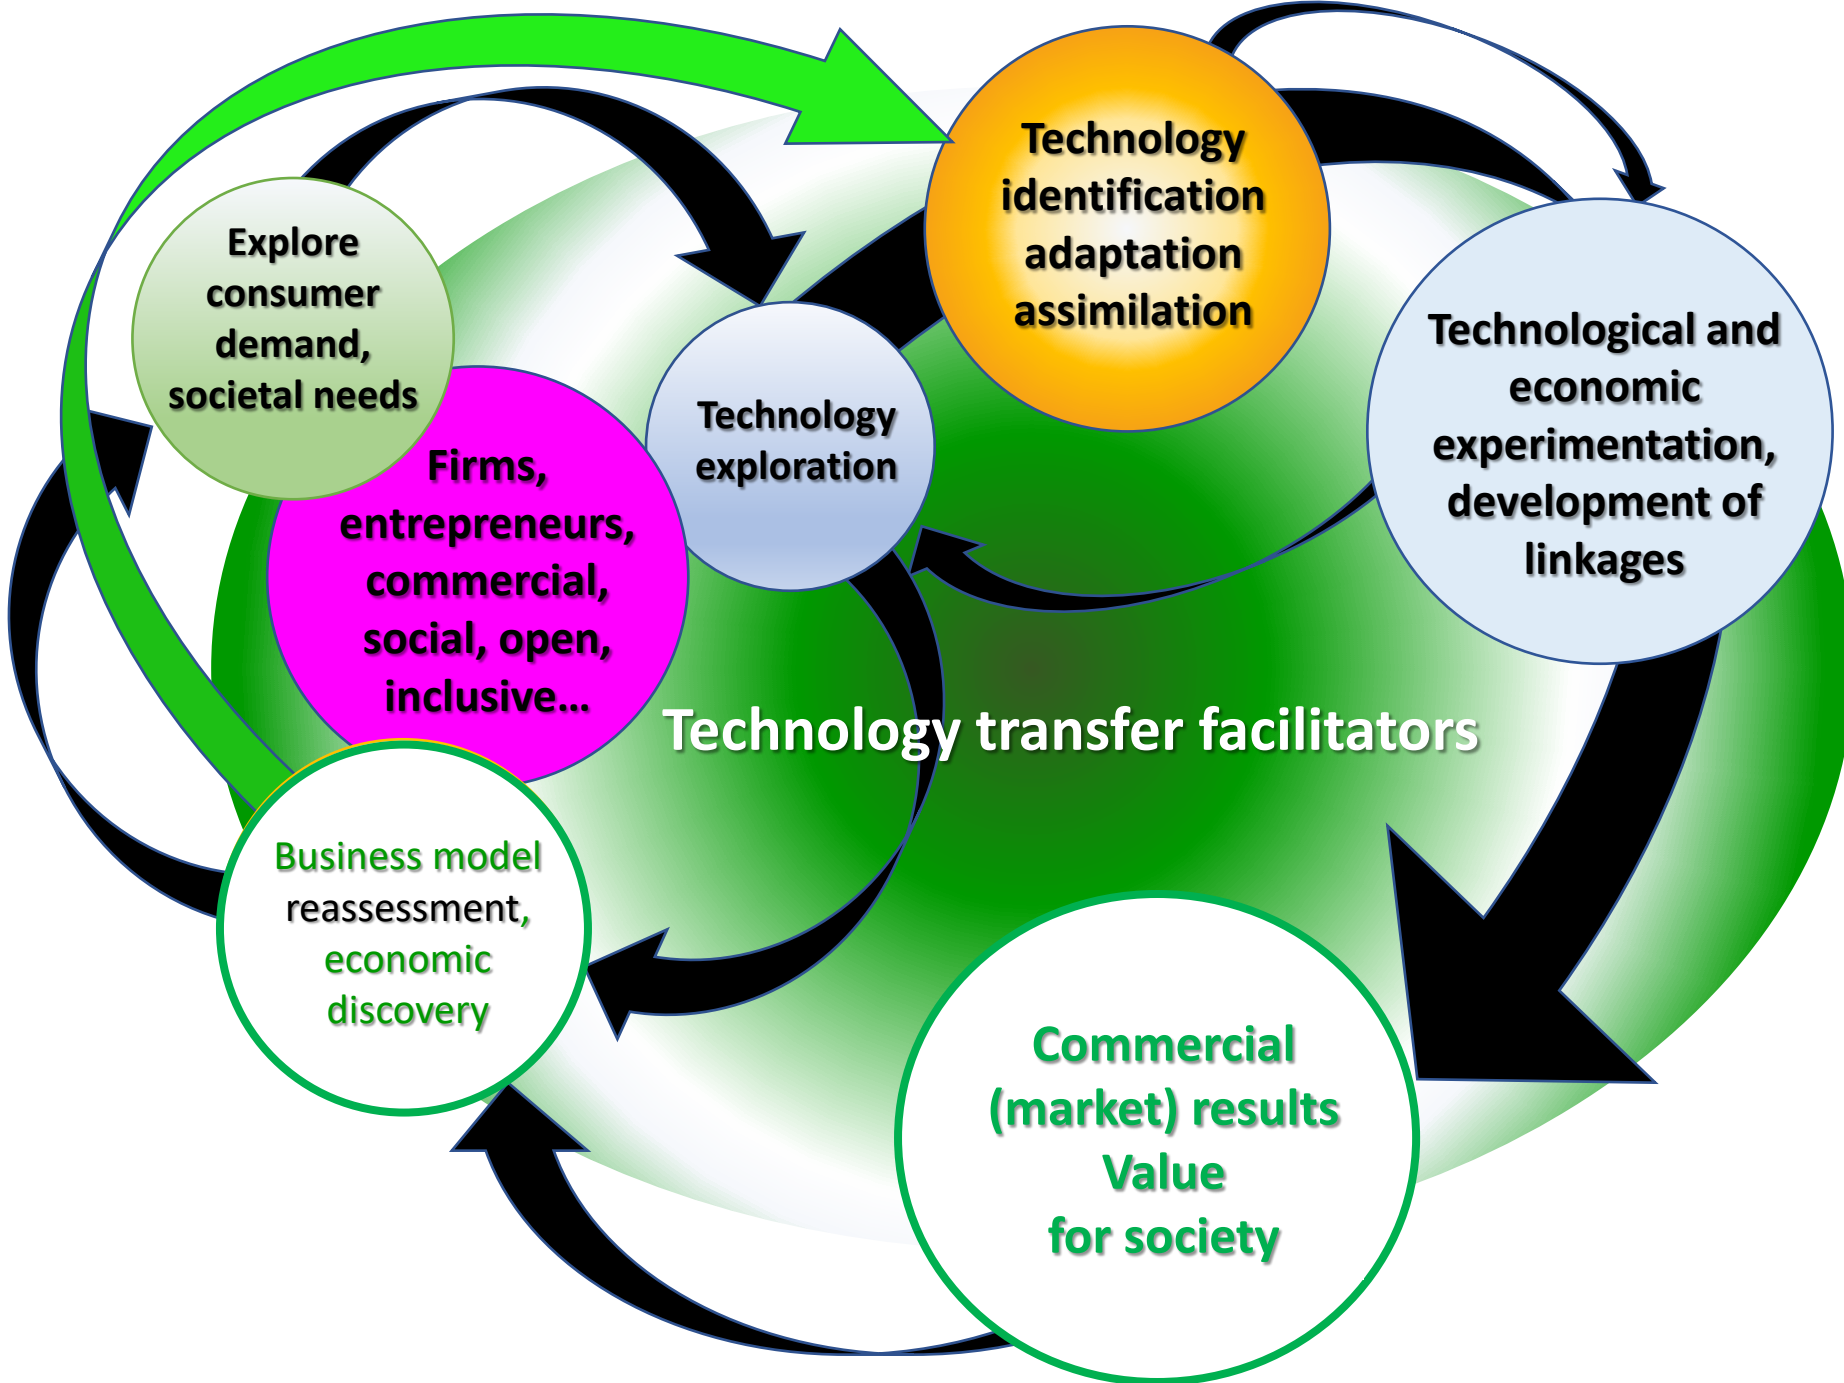 Technology
identification
adaptation
assimilation
Explore
consumer
demand,
societal needs
Technological and
economic
experimentation,
development of
linkages
Technology
exploration
Firms,
entrepreneurs,
commercial,
social, open,
inclusive...
Technology transfer facilitators
Business model
reassessment,
economic
discovery
Commercial
(market) results
Value
for society